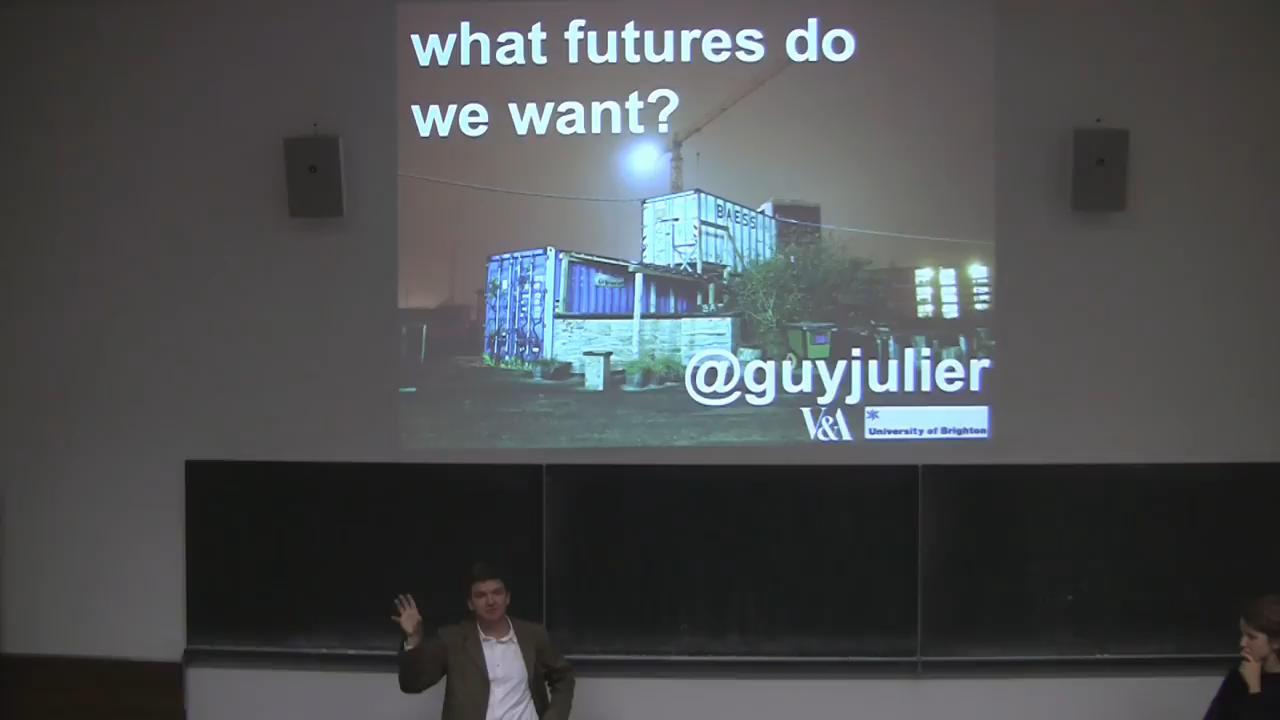 what futures do
we want?
BAESS
@guyjulier
V&A
University of Brighton